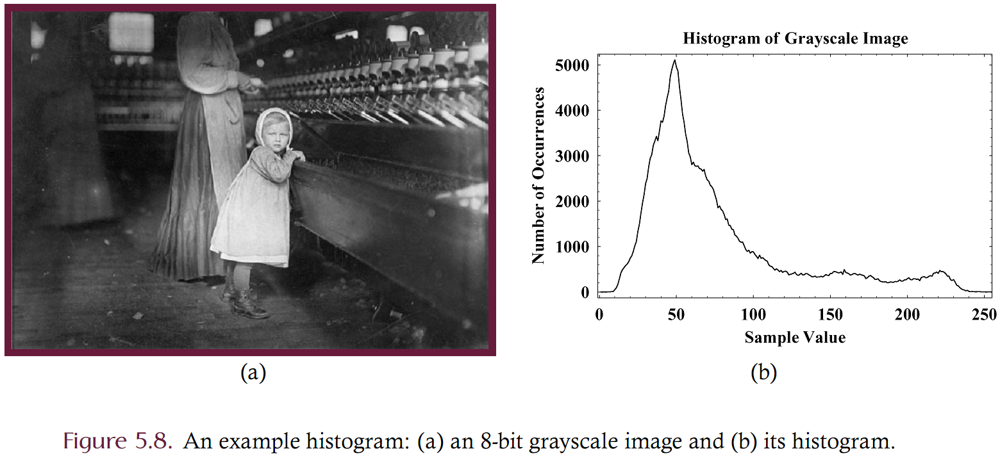 Histogram of Grayscale Image
Number of Occurrences
5000
4000
3000
2000
1000
0
0 50 100 150 200 250
Sample Value
(a) (b)
Figure 5.8. An example histogram: (a) an 8-bit grayscale image and (b) its histogram.